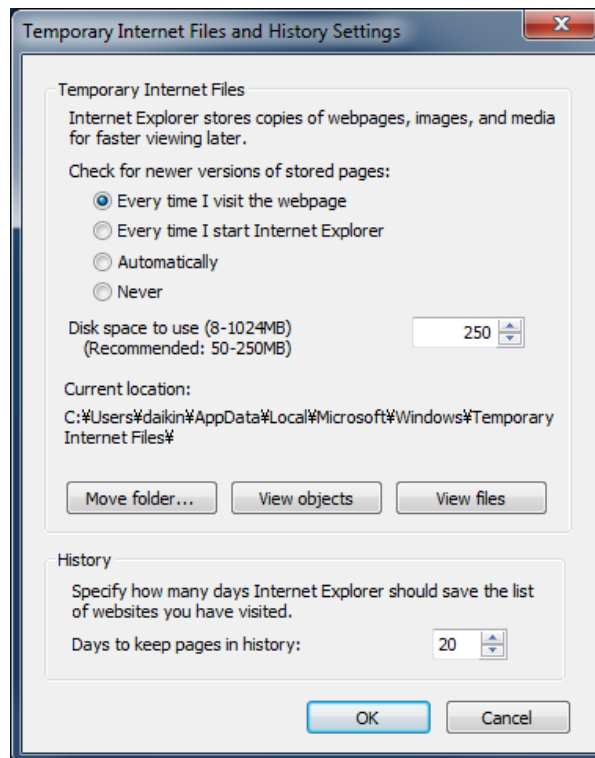 Temporary Internet Files and History Settings
Temporary Internet Files
Internet Explorer stores copies of webpages, images, and media
for faster viewing later.
Check for newer versions of stored pages:
Every time I visit the webpage
Every time I start Internet Explorer
Automatically
Never
Disk space to use (8-1024MB)
(Recommended: 50-250MB)
250
Current location:
C:¥Users¥daikin¥AppData¥Local¥Microsoft¥Windows¥Temporary
Internet Files¥
Move folder... View objects View files
History
Specify how many days Internet Explorer should save the list
of websites you have visited.
Days to keep pages in history: 20
OK Cancel